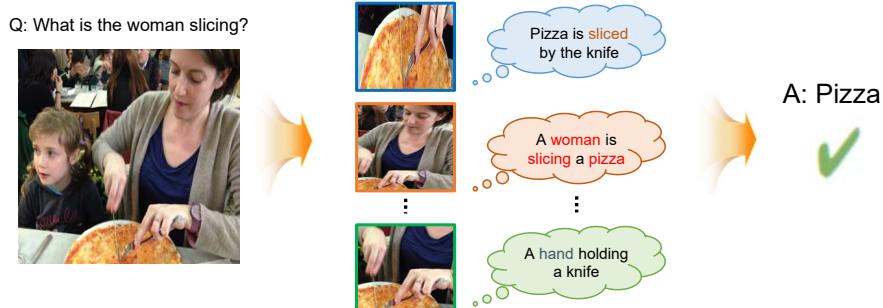 Q: What is the woman slicing?
Pizza is sliced
by the knife
A woman is
slicing a pizza
A hand holding
a knife
A: Pizza